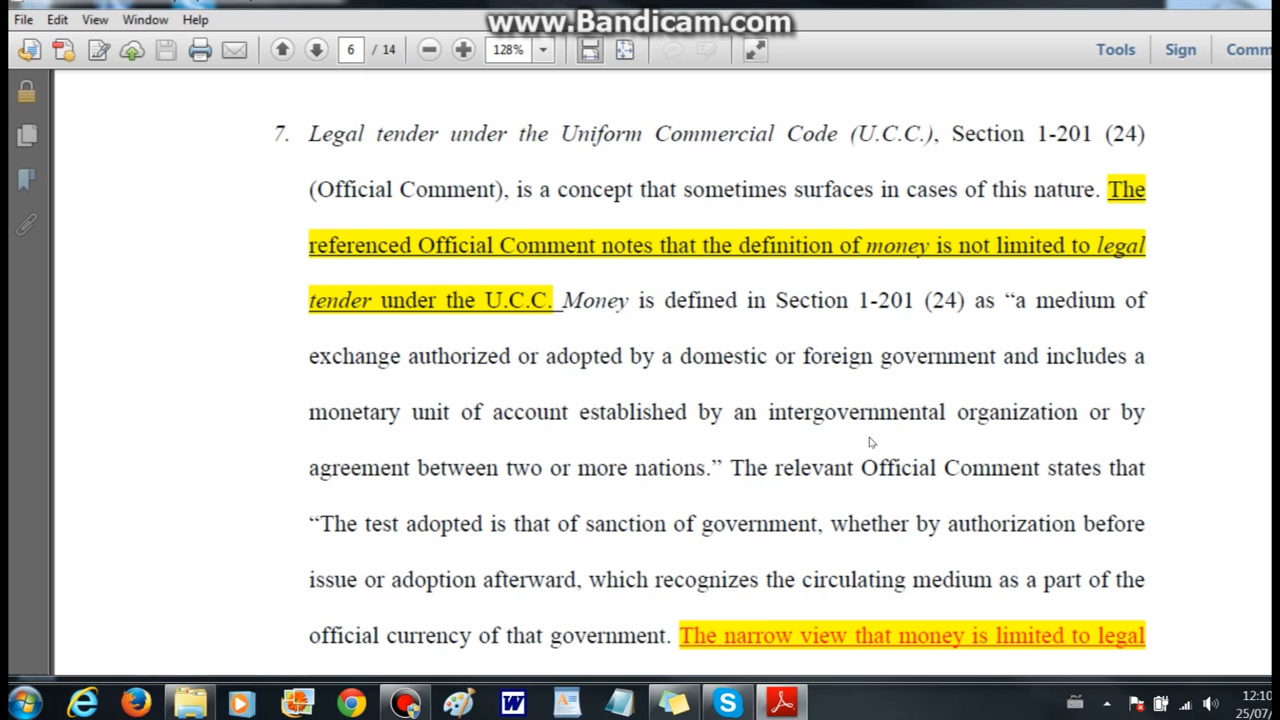 www.Bandicam.com
File Edit View Window Help
6 / 14 128% Tools Sign Comm
7. Legal tender under the Uniform Commercial Code (U.C.C.), Section 1-201 (24)
(Official Comment), is a concept that sometimes surfaces in cases of this nature. The
referenced Official Comment notes that the definition of money is not limited to legal
tender under the U.C.C. Money is defined in Section 1-201 (24) as “a medium of
exchange authorized or adopted by a domestic or foreign government and includes a
monetary unit of account established by an intergovernmental organization or by
agreement between two or more nations.” The relevant Official Comment states that
“The test adopted is that of sanction of government, whether by authorization before
issue or adoption afterward, which recognizes the circulating medium as a part of the
official currency of that government. The narrow view that money is limited to legal
12:10
25/07